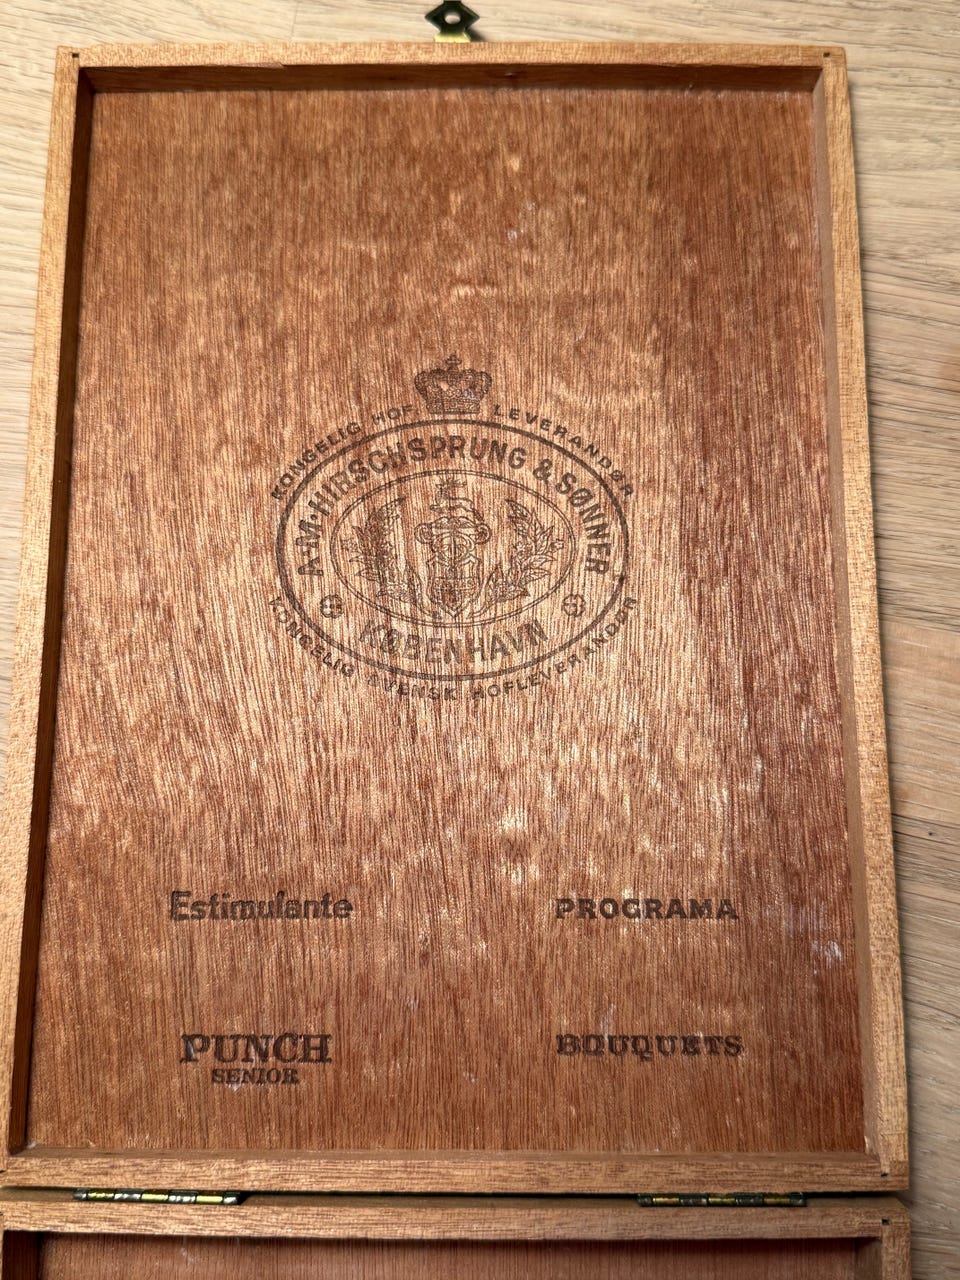 KONGELIG HOF LEVERANDØR
A·M·HIRSCHSPRUNG & SØNNER
KØBENHAVN
KONGELIG SVENSK HOFLEVERANDØR
Estimulante
PROGRAMA
PUNCH
SENIOR
BOUQUETS